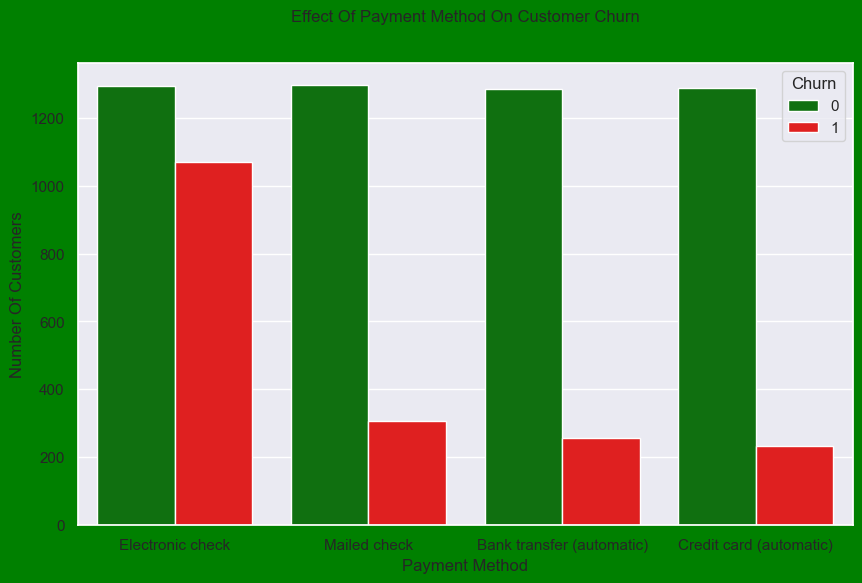 Effect Of Payment Method On Customer Churn
Churn
0
1
1200
1000
800
600
400
200
0
Number Of Customers
Electronic check
Mailed check
Bank transfer (automatic)
Credit card (automatic)
Payment Method